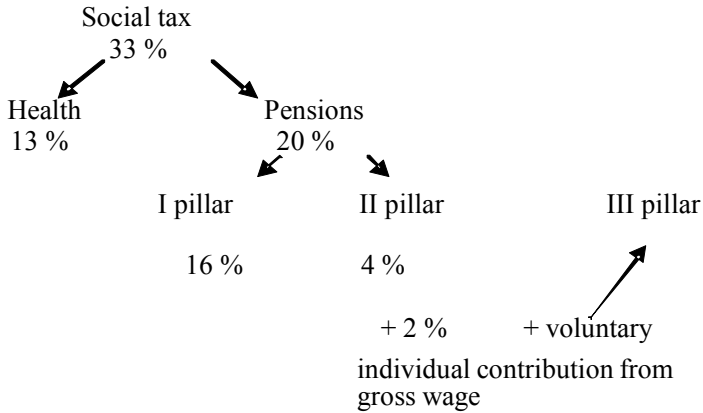 Social tax
33 %
Health Pensions
13 % 20 %
I pillar II pillar III pillar
16 % 4 %
+ 2 % + voluntary
individual contribution from
gross wage